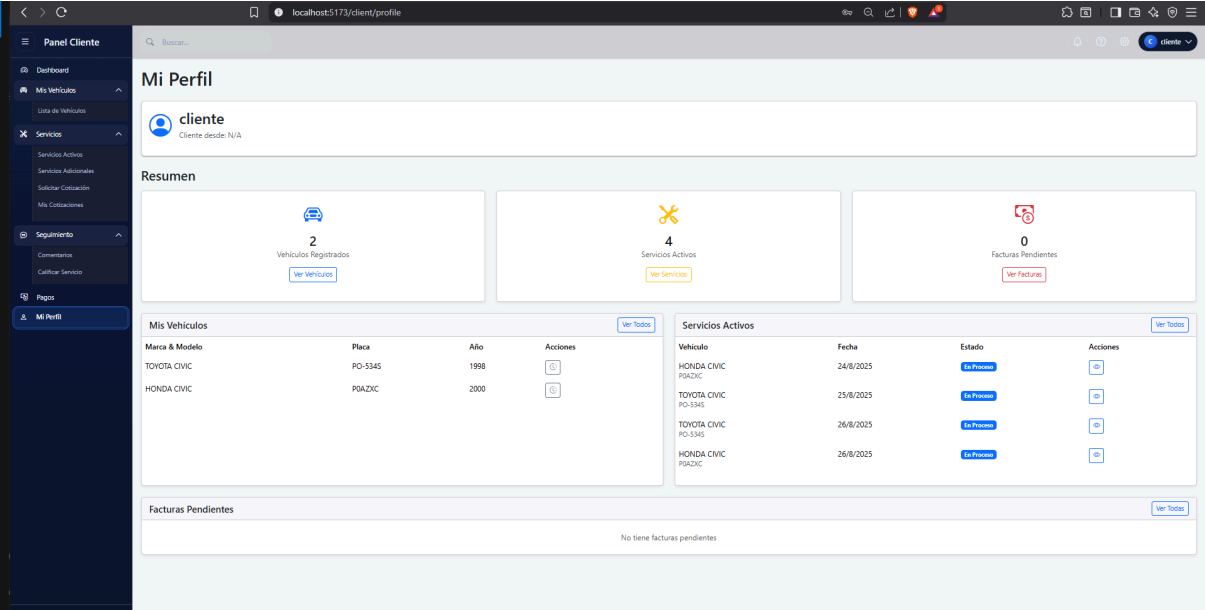 localhost:5173/client/profile
Panel Cliente
Buscar...
C cliente
Dashboard
Mis Vehículos
Lista de Vehículos
Servicios
Servicios Activos
Servicios Adicionales
Solicitar Cotización
Mis Cotizaciones
Seguimiento
Comentarios
Calificar Servicio
Pagos
Mi Perfil
Mi Perfil
cliente
Cliente desde: N/A
Resumen
2
Vehículos Registrados
Ver Vehículos
4
Servicios Activos
Ver Servicios
0
Facturas Pendientes
Ver Facturas
Mis Vehículos Ver Todos
Marca & Modelo Placa Año Acciones
TOYOTA CIVIC PO-534S 1998
HONDA CIVIC P0AZXC 2000
Servicios Activos Ver Todos
Vehículo Fecha Estado Acciones
HONDA CIVIC 24/8/2025 En Proceso
P0AZXC
TOYOTA CIVIC 25/8/2025 En Proceso
PO-534S
TOYOTA CIVIC 26/8/2025 En Proceso
PO-534S
HONDA CIVIC 26/8/2025 En Proceso
P0AZXC
Facturas Pendientes Ver Todas
No tiene facturas pendientes